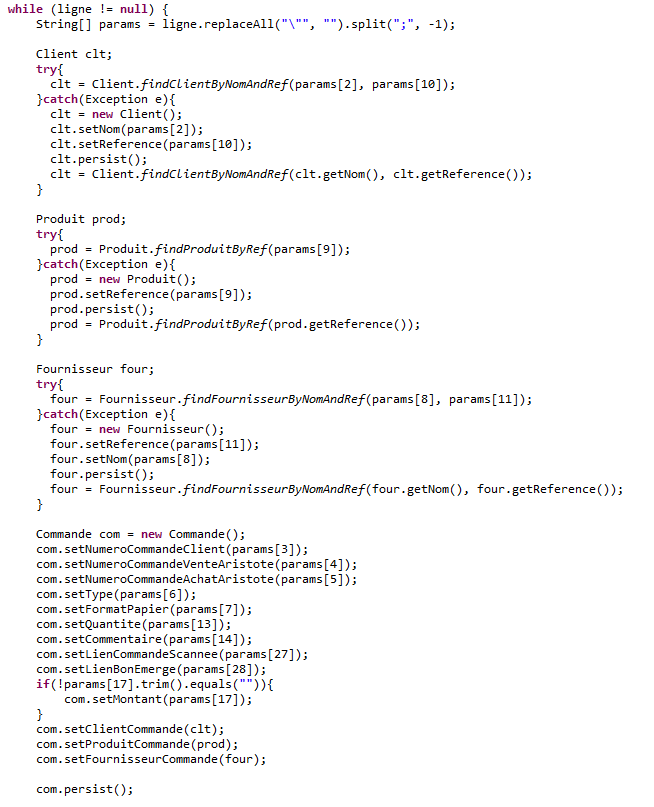 while (ligne != null) {
    String[] params = ligne.replaceAll("\"", "").split(";", -1);

    Client clt;
    try{
      clt = Client.findClientByNomAndRef(params[2], params[10]);
    }catch(Exception e){
      clt = new Client();
      clt.setNom(params[2]);
      clt.setReference(params[10]);
      clt.persist();
      clt = Client.findClientByNomAndRef(clt.getNom(), clt.getReference());
    }

    Produit prod;
    try{
      prod = Produit.findProduitByRef(params[9]);
    }catch(Exception e){
      prod = new Produit();
      prod.setReference(params[9]);
      prod.persist();
      prod = Produit.findProduitByRef(prod.getReference());
    }

    Fournisseur four;
    try{
      four = Fournisseur.findFournisseurByNomAndRef(params[8], params[11]);
    }catch(Exception e){
      four = new Fournisseur();
      four.setReference(params[11]);
      four.setNom(params[8]);
      four.persist();
      four = Fournisseur.findFournisseurByNomAndRef(four.getNom(), four.getReference());
    }

    Commande com = new Commande();
    com.setNumeroCommandeClient(params[3]);
    com.setNumeroCommandeVenteAristote(params[4]);
    com.setNumeroCommandeAchatAristote(params[5]);
    com.setType(params[6]);
    com.setFormatPapier(params[7]);
    com.setQuantite(params[13]);
    com.setCommentaire(params[14]);
    com.setLienCommandeScannee(params[27]);
    com.setLienBonEmerge(params[28]);
    if(!params[17].trim().equals("")){
        com.setMontant(params[17]);
    }
    com.setClientCommande(clt);
    com.setProduitCommande(prod);
    com.setFournisseurCommande(four);

    com.persist();